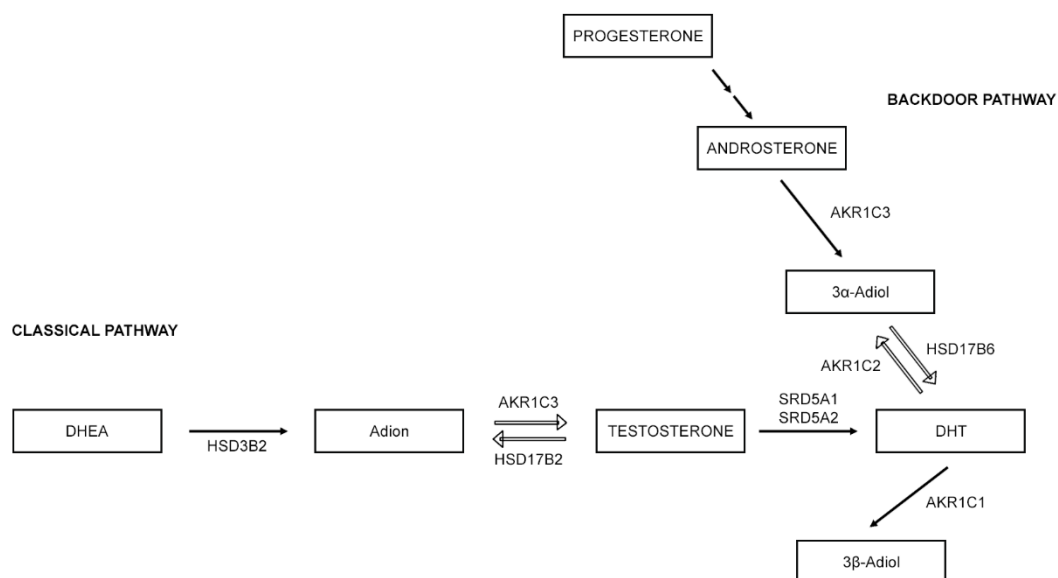 PROGESTERONE
BACKDOOR PATHWAY
ANDROSTERONE
AKR1C3
3α-Adiol
CLASSICAL PATHWAY
HSD17B6
AKR1C2
DHEA
HSD3B2
Adion
AKR1C3
HSD17B2
TESTOSTERONE
SRD5A1
SRD5A2
DHT
AKR1C1
3β-Adiol